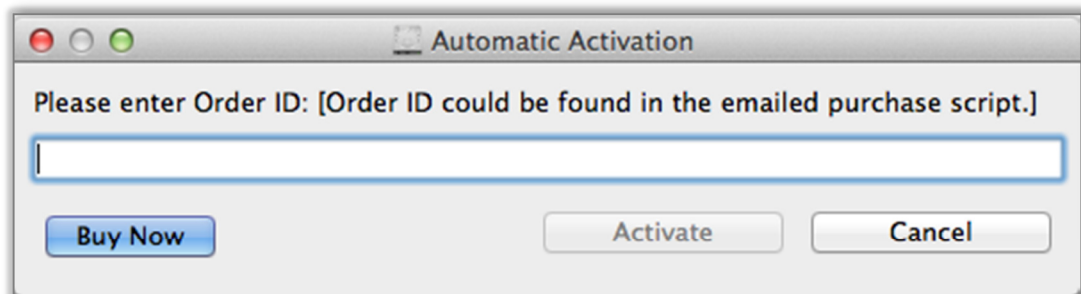 Automatic Activation
Please enter Order ID: [Order ID could be found in the emailed purchase script.]
Buy Now Activate Cancel